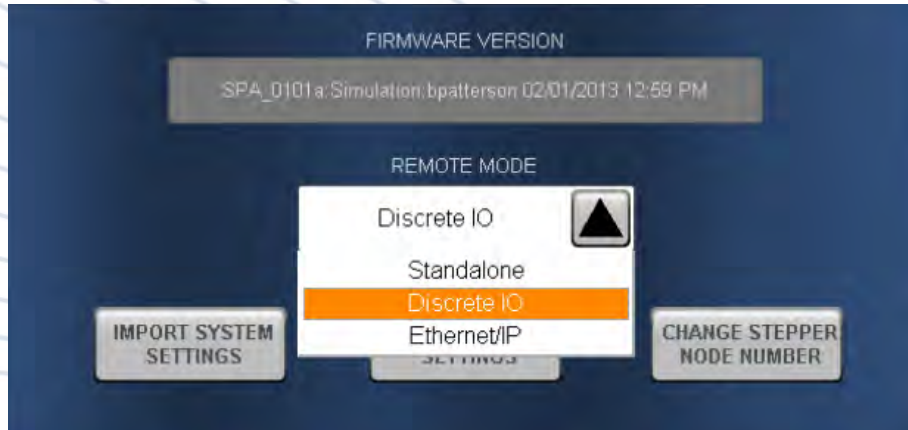 FIRMWARE VERSION
SPA_0101a:Simulation:bpatterson 02/01/2013 12:59 PM
REMOTE MODE
Discrete IO
Standalone
Discrete IO
Ethernet/IP
IMPORT SYSTEM
SETTINGS
SETTINGS
CHANGE STEPPER
NODE NUMBER